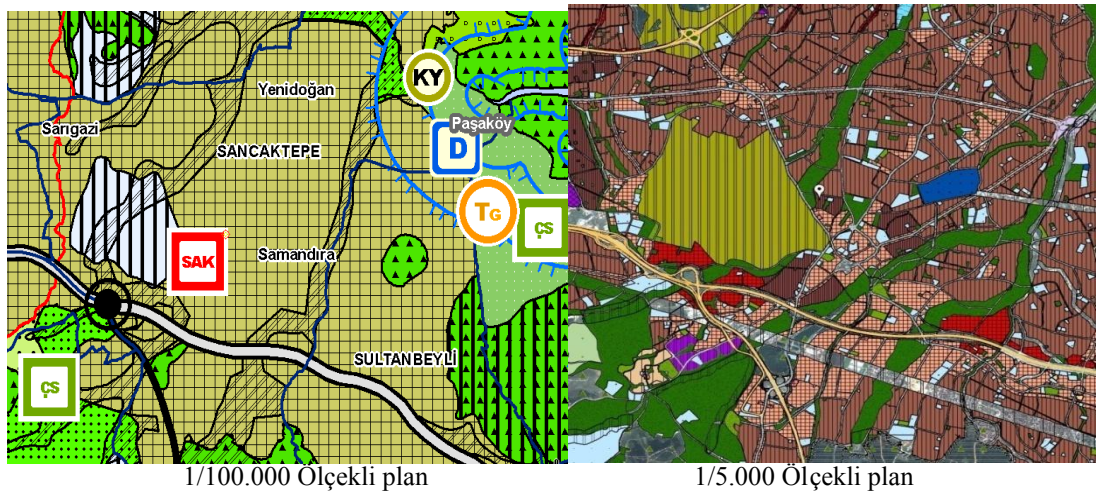 KY
Yenidoğan
Paşaköy
Sarıgazi
SANCAKTEPE
D
TG
ÇS
Samandıra
SAK
SULTANBEYLİ
ÇS
1/100.000 Ölçekli plan
1/5.000 Ölçekli plan